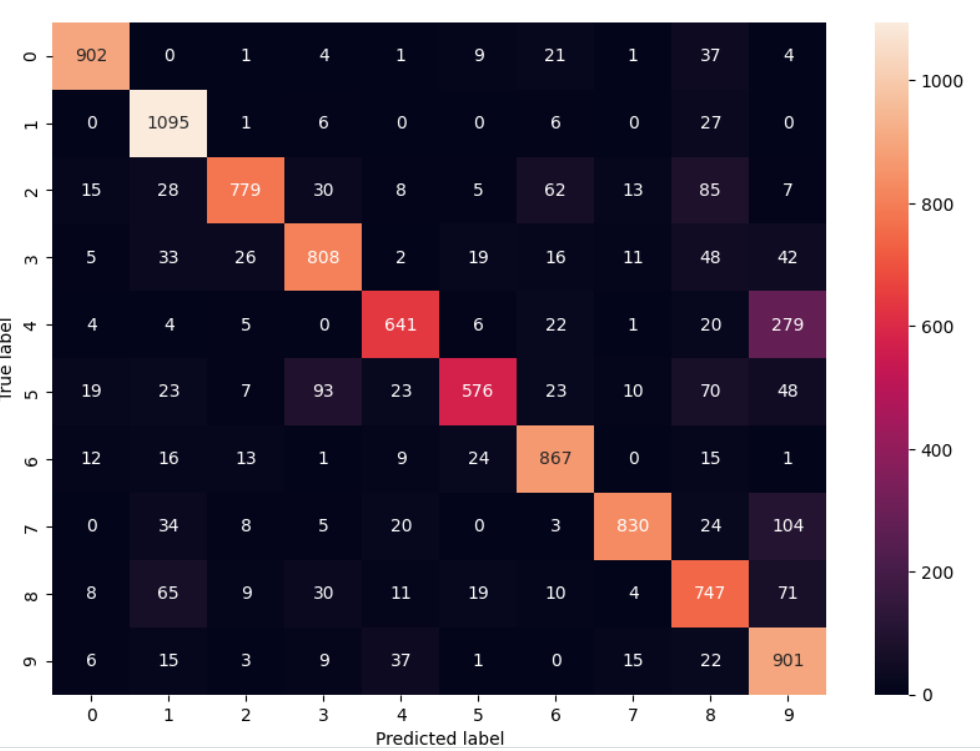 0 902 0 1 4 1 9 21 1 37 4
1 0 1095 1 6 0 0 6 0 27 0
2 15 28 779 30 8 5 62 13 85 7
3 5 33 26 808 2 19 16 11 48 42
4 4 4 5 0 641 6 22 1 20 279
5 19 23 7 93 23 576 23 10 70 48
6 12 16 13 1 9 24 867 0 15 1
7 0 34 8 5 20 0 3 830 24 104
8 8 65 9 30 11 19 10 4 747 71
9 6 15 3 9 37 1 0 15 22 901
0 1 2 3 4 5 6 7 8 9
Predicted label
True label
1000
800
600
400
200
0